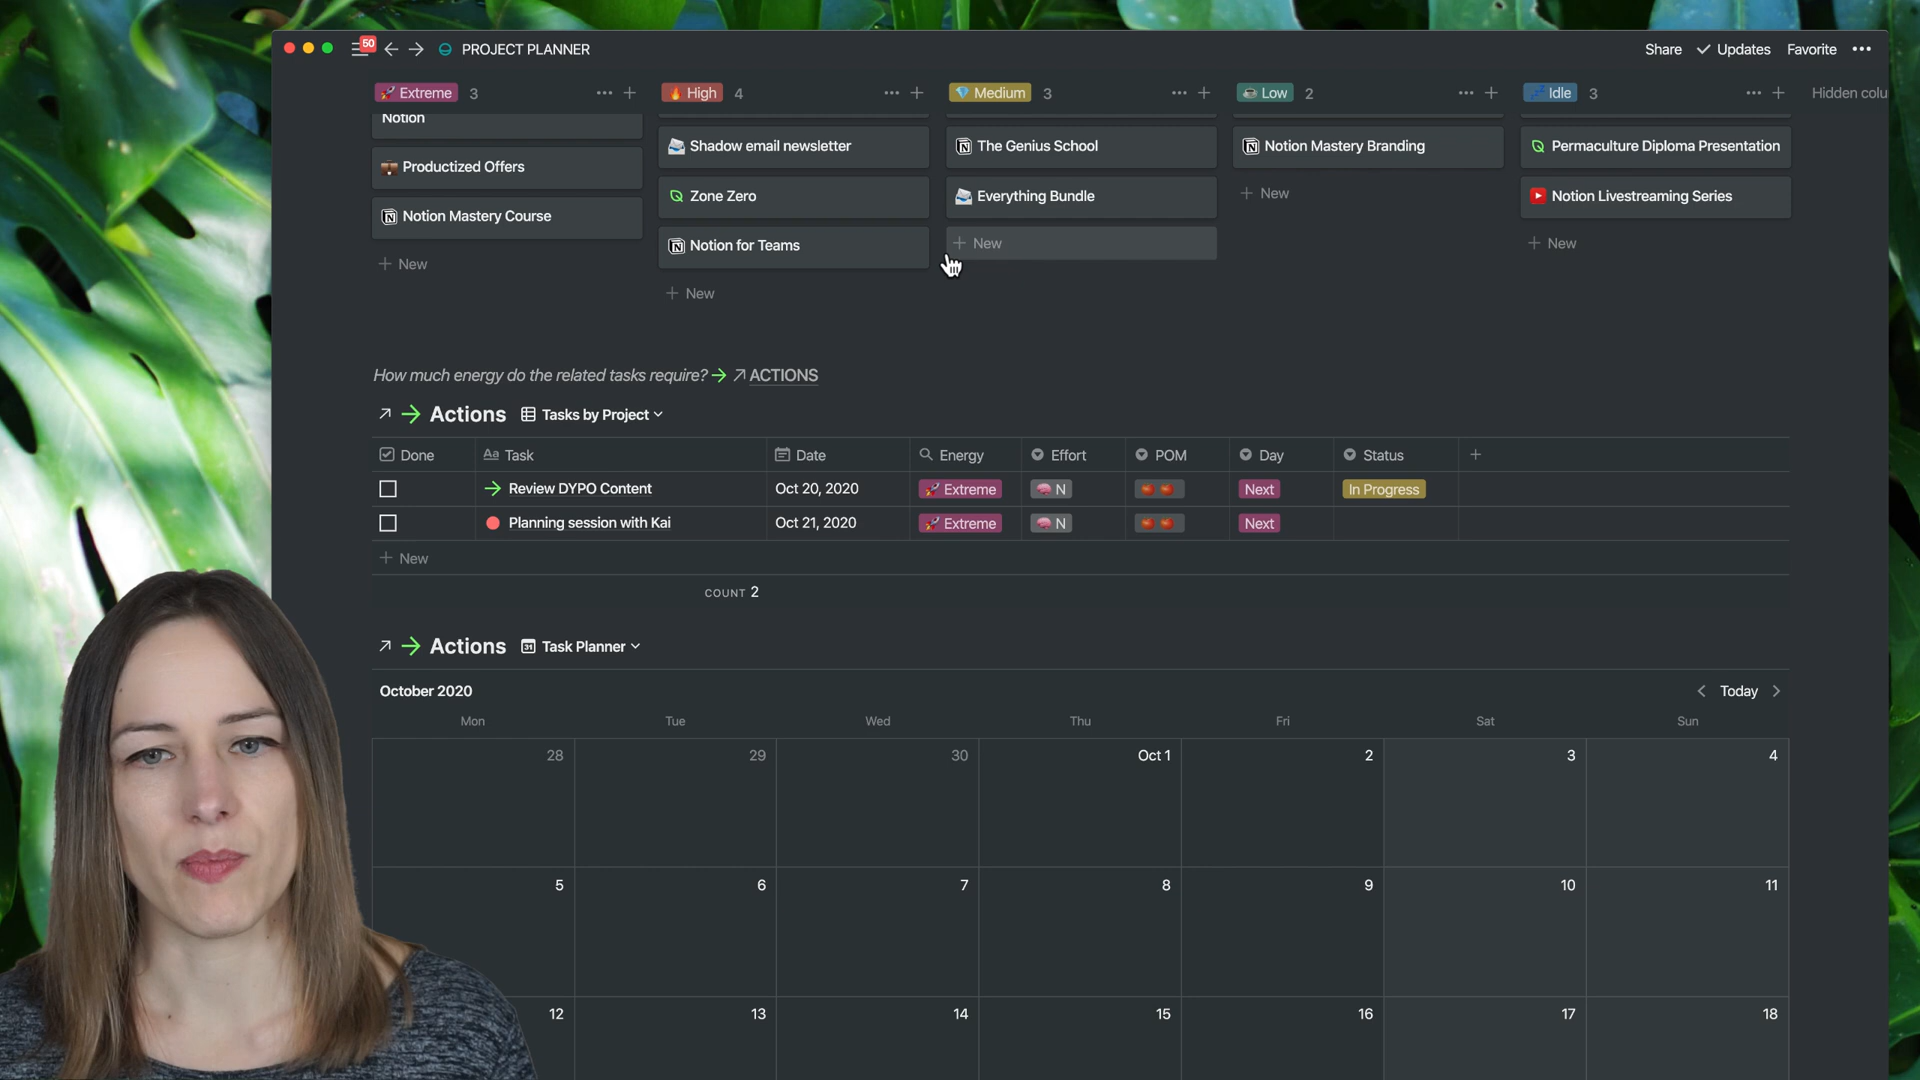 50
PROJECT PLANNER
Share
Updates
Favorite
Extreme 3
High 4
Medium 3
Low 2
Idle 3
Hidden colu
Notion
Productized Offers
Notion Mastery Course
New
Shadow email newsletter
Zone Zero
Notion for Teams
New
The Genius School
Everything Bundle
New
Notion Mastery Branding
New
Permaculture Diploma Presentation
Notion Livestreaming Series
New
How much energy do the related tasks require? ACTIONS
Actions Tasks by Project
Done Aa Task Date Energy Effort POM Day Status
Review DYPO Content Oct 20, 2020 Extreme N Next In Progress
Planning session with Kai Oct 21, 2020 Extreme N Next
New
COUNT 2
Actions 31 Task Planner
October 2020 Today
Mon Tue Wed Thu Fri Sat Sun
28 29 30 Oct 1 2 3 4
5 6 7 8 9 10 11
12 13 14 15 16 17 18